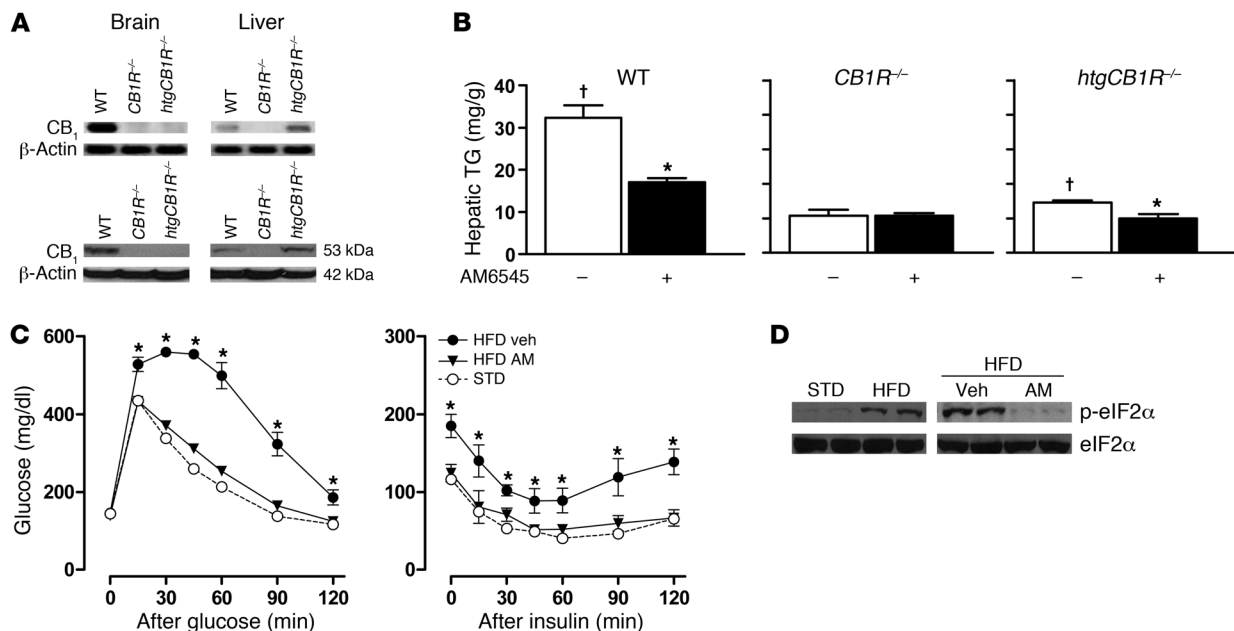 A
Brain Liver
WT CB1R–/– htgCB1R–/– WT CB1R–/– htgCB1R–/–
CB1
β-Actin
WT CB1R–/– htgCB1R–/– WT CB1R–/– htgCB1R–/–
CB1 53 kDa
β-Actin 42 kDa
B
WT CB1R–/– htgCB1R–/–
Hepatic TG (mg/g)
40
30
20
10
0
† * † *
AM6545 – + – + – +
C
Glucose (mg/dl)
600
400
200
0
* * * * * *
0 30 60 90 120
After glucose (min)
300
200
100
0
HFD veh
HFD AM
STD
* * * * * * *
0 30 60 90 120
After insulin (min)
D
HFD
STD HFD Veh AM
p-eIF2α
eIF2α